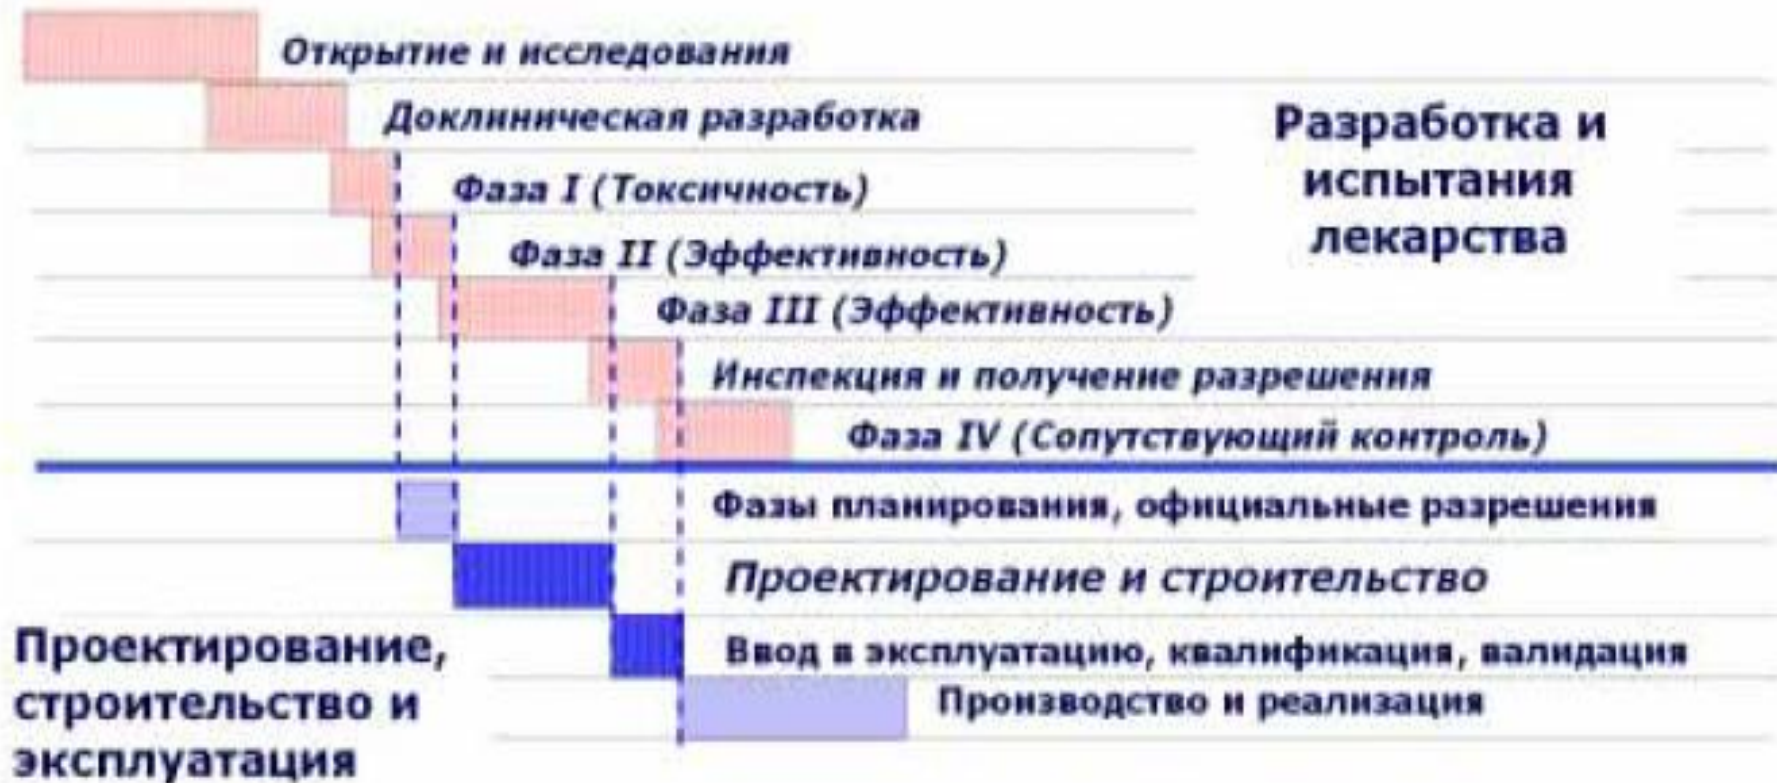 Открытие и исследования
Доклиническая разработка
Разработка и
испытания
лекарства
Фаза I (Токсичность)
Фаза II (Эффективность)
Фаза III (Эффективность)
Инспекция и получение разрешения
Фаза IV (Сопутствующий контроль)
Фазы планирования, официальные разрешения
Проектирование и строительство
Проектирование,
строительство и
эксплуатация
Ввод в эксплуатацию, квалификация, валидация
Производство и реализация